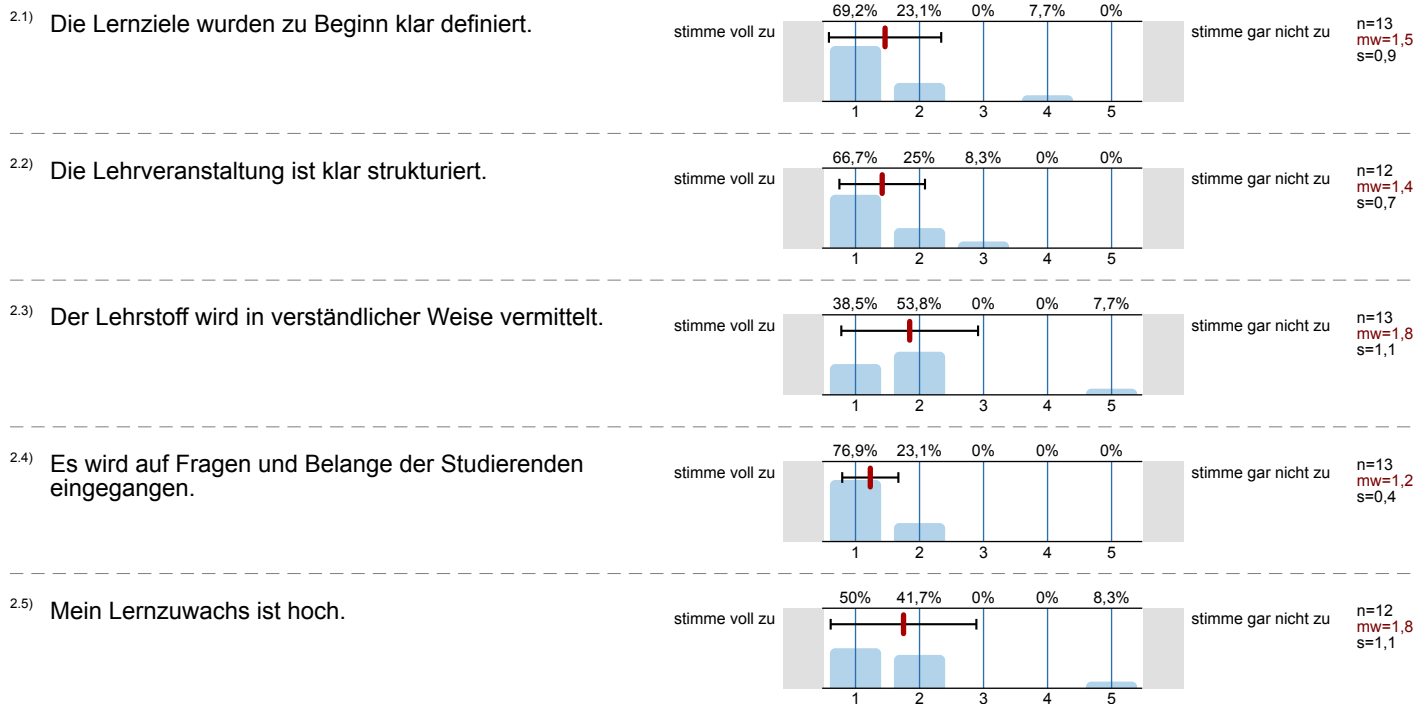 2.1) Die Lernziele wurden zu Beginn klar definiert.
69,2% 23,1% 0% 7,7% 0%
stimme voll zu
stimme gar nicht zu
n=13
mw=1,5
s=0,9
1 2 3 4 5
2.2) Die Lehrveranstaltung ist klar strukturiert.
66,7% 25% 8,3% 0% 0%
stimme voll zu
stimme gar nicht zu
n=12
mw=1,4
s=0,7
1 2 3 4 5
2.3) Der Lehrstoff wird in verständlicher Weise vermittelt.
38,5% 53,8% 0% 0% 7,7%
stimme voll zu
stimme gar nicht zu
n=13
mw=1,8
s=1,1
1 2 3 4 5
2.4) Es wird auf Fragen und Belange der Studierenden
eingegangen.
76,9% 23,1% 0% 0% 0%
stimme voll zu
stimme gar nicht zu
n=13
mw=1,2
s=0,4
1 2 3 4 5
2.5) Mein Lernzuwachs ist hoch.
50% 41,7% 0% 0% 8,3%
stimme voll zu
stimme gar nicht zu
n=12
mw=1,8
s=1,1
1 2 3 4 5